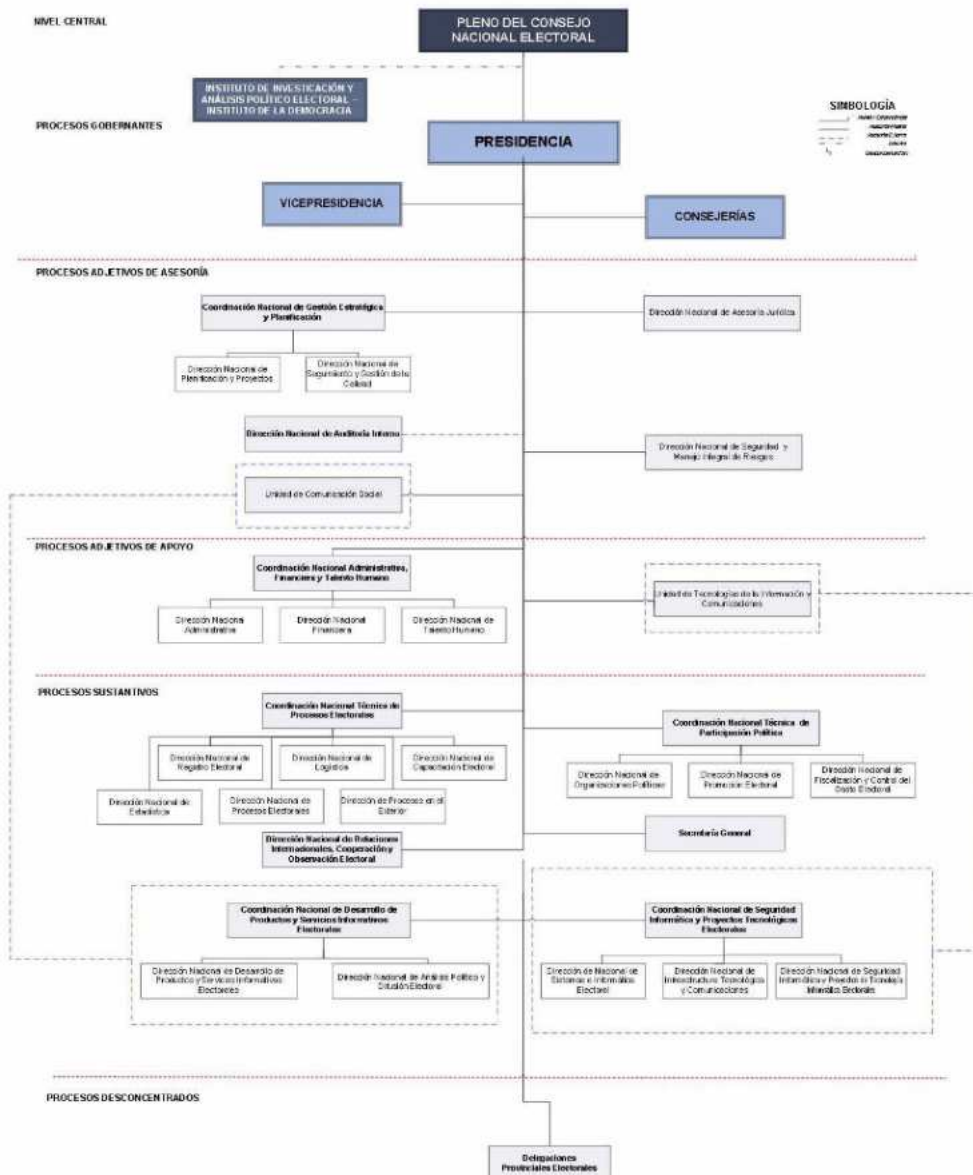 NIVEL CENTRAL
PLENO DEL CONSEJO
NACIONAL ELECTORAL
INSTITUTO DE INVESTIGACIÓN Y
ANÁLISIS POLÍTICO ELECTORAL –
INSTITUTO DE LA DEMOCRACIA
SIMBOLOGÍA
PROCESOS GOBERNANTES
PRESIDENCIA
VICEPRESIDENCIA
CONSEJERÍAS
PROCESOS ADJETIVOS DE ASESORÍA
Coordinación Nacional de Gestión Estratégica
y Planificación
Dirección Nacional de Asesoría Jurídica
Dirección Nacional de
Planificación y Proyectos
Dirección Nacional de
Seguimiento y Gestión de la
Calidad
Dirección Nacional de Auditoría Interna
Dirección Nacional de Seguridad y
Manejo Integral de Riesgos
Unidad de Comunicación Social
PROCESOS ADJETIVOS DE APOYO
Coordinación Nacional Administrativa,
Financiera y Talento Humano
Unidad de Tecnologías de la Información y
Comunicaciones
Dirección Nacional
Administrativa
Dirección Nacional
Financiera
Dirección Nacional de
Talento Humano
PROCESOS SUSTANTIVOS
Coordinación Nacional Técnica de
Procesos Electorales
Coordinación Nacional Técnica de
Participación Política
Dirección Nacional de
Registro Electoral
Dirección Nacional de
Logística
Dirección Nacional de
Capacitación Electoral
Dirección Nacional de
Organizaciones Políticas
Dirección Nacional de
Promoción Electoral
Dirección Nacional de
Fiscalización y Control del
Gasto Electoral
Dirección Nacional de
Estadística
Dirección Nacional de
Procesos Electorales
Dirección de Procesos en el
Exterior
Dirección Nacional de Relaciones
Internacionales, Cooperación y
Observación Electoral
Secretaría General
Coordinación Nacional de Desarrollo de
Productos y Servicios Informativos
Electorales
Coordinación Nacional de Seguridad
Informática y Proyectos Tecnológicos
Electorales
Dirección Nacional de Desarrollo de
Productos y Servicios Informativos
Electorales
Dirección Nacional de Análisis Político y
Difusión Electoral
Dirección de Nacional de
Sistemas e Informática
Electoral
Dirección Nacional de
Infraestructura Tecnológica
y Comunicaciones
Dirección Nacional de Seguridad
Informática y Proyectos de Tecnología
Informática Electorales
PROCESOS DESCONCENTRADOS
Delegaciones
Provinciales Electorales